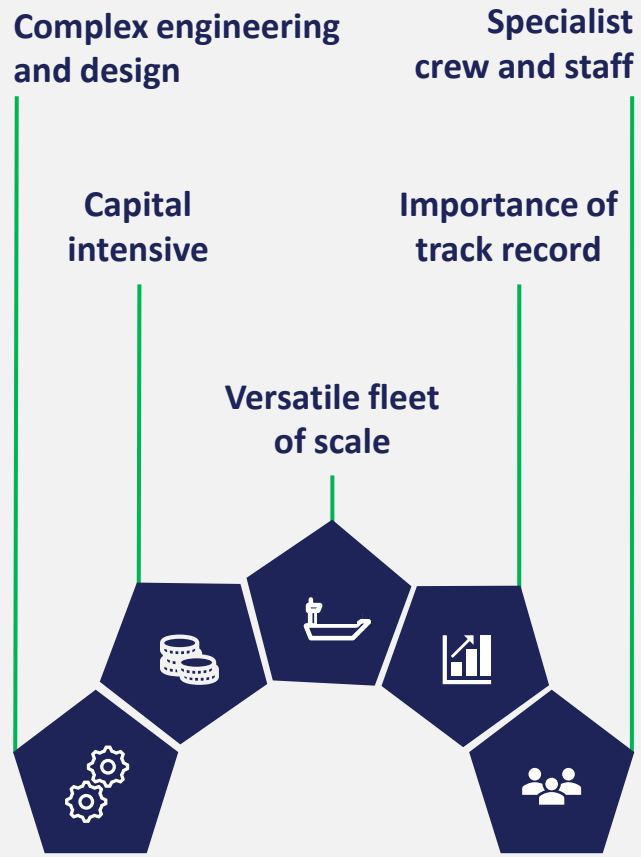 Complex engineering
and design
Specialist
crew and staff
Capital
intensive
Importance of
track record
Versatile fleet
of scale